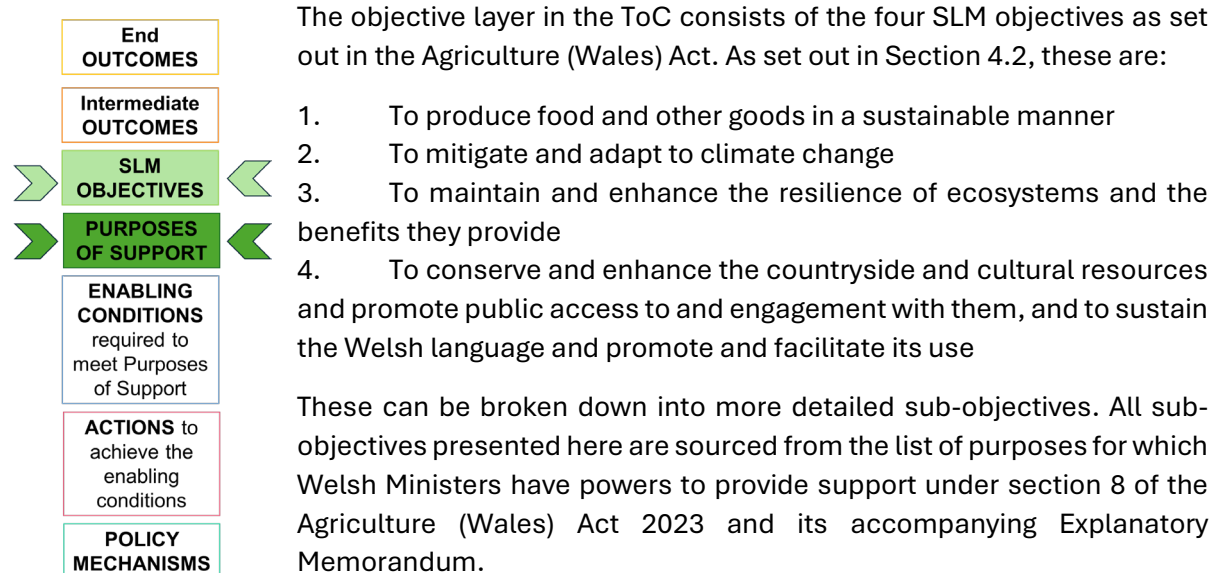 End
OUTCOMES
Intermediate
OUTCOMES
SLM
OBJECTIVES
PURPOSES
OF SUPPORT
ENABLING
CONDITIONS
required to
meet Purposes
of Support
ACTIONS to
achieve the
enabling
conditions
POLICY
MECHANISMS
The objective layer in the ToC consists of the four SLM objectives as set
out in the Agriculture (Wales) Act. As set out in Section 4.2, these are:
1. To produce food and other goods in a sustainable manner
2. To mitigate and adapt to climate change
3. To maintain and enhance the resilience of ecosystems and the
benefits they provide
4. To conserve and enhance the countryside and cultural resources
and promote public access to and engagement with them, and to sustain
the Welsh language and promote and facilitate its use
These can be broken down into more detailed sub-objectives. All sub-
objectives presented here are sourced from the list of purposes for which
Welsh Ministers have powers to provide support under section 8 of the
Agriculture (Wales) Act 2023 and its accompanying Explanatory
Memorandum.